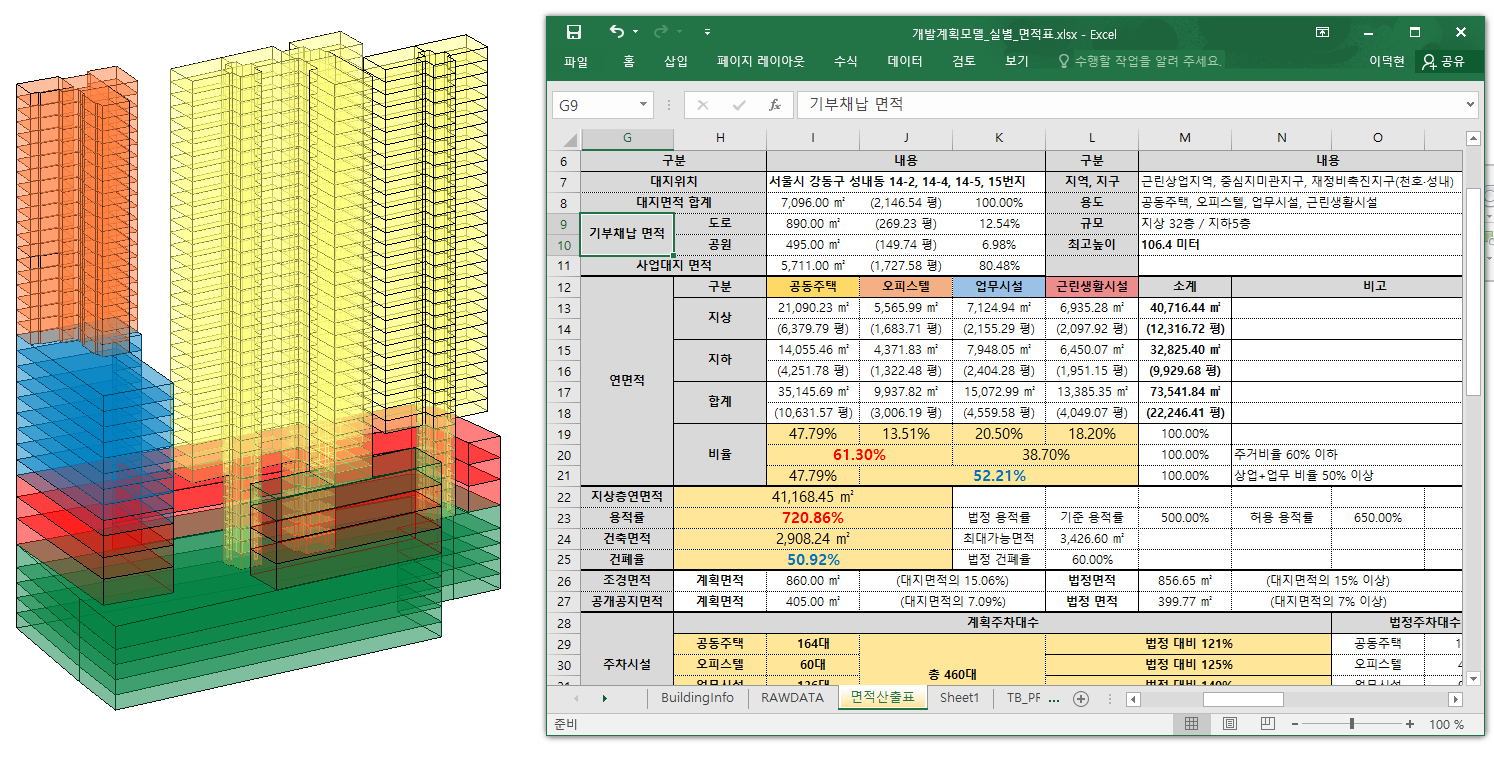 개발계획모델_실별_면적표.xlsx - Excel
파일 홈 삽입 페이지 레이아웃 수식 데이터 검토 보기 수행할 작업을 알려 주세요. 이덕현 공유
G9 fx 기부채납 면적
G H I J K L M N O
6 구분 내용 구분 내용
7 대지위치 서울시 강동구 성내동 14-2, 14-4, 14-5, 15번지 지역, 지구 근린상업지역, 중심지미관지구, 재정비촉진지구(천호·성내)
8 대지면적 합계 7,096.00 ㎡ (2,146.54 평) 100.00% 용도 공동주택, 오피스텔, 업무시설, 근린생활시설
9 기부채납 면적 도로 890.00 ㎡ (269.23 평) 12.54% 규모 지상 32층 / 지하5층
10 공원 495.00 ㎡ (149.74 평) 6.98% 최고높이 106.4 미터
11 사업대지 면적 5,711.00 ㎡ (1,727.58 평) 80.48%
12 구분 공동주택 오피스텔 업무시설 근린생활시설 소계 비고
13 연면적 지상 21,090.23 ㎡ 5,565.99 ㎡ 7,124.94 ㎡ 6,935.28 ㎡ 40,716.44 ㎡
14 (6,379.79 평) (1,683.71 평) (2,155.29 평) (2,097.92 평) (12,316.72 평)
15 지하 14,055.46 ㎡ 4,371.83 ㎡ 7,948.05 ㎡ 6,450.07 ㎡ 32,825.40 ㎡
16 (4,251.78 평) (1,322.48 평) (2,404.28 평) (1,951.15 평) (9,929.68 평)
17 합계 35,145.69 ㎡ 9,937.82 ㎡ 15,072.99 ㎡ 13,385.35 ㎡ 73,541.84 ㎡
18 (10,631.57 평) (3,006.19 평) (4,559.58 평) (4,049.07 평) (22,246.41 평)
19 비율 47.79% 13.51% 20.50% 18.20% 100.00%
20 61.30% 38.70% 100.00% 주거비율 60% 이하
21 47.79% 52.21% 100.00% 상업+업무 비율 50% 이상
22 지상층연면적 41,168.45 ㎡
23 용적률 720.86% 법정 용적률 기준 용적률 500.00% 허용 용적률 650.00%
24 건축면적 2,908.24 ㎡ 최대가능면적 3,426.60 ㎡
25 건폐율 50.92% 법정 건폐율 60.00%
26 조경면적 계획면적 860.00 ㎡ (대지면적의 15.06%) 법정면적 856.65 ㎡ (대지면적의 15% 이상)
27 공개공지면적 계획면적 405.00 ㎡ (대지면적의 7.09%) 법정 면적 399.77 ㎡ (대지면적의 7% 이상)
28 계획주차대수 법정주차대수
29 주차시설 공동주택 164대 총 460대 법정 대비 121% 공동주택
30 오피스텔 60대 법정 대비 125% 오피스텔
업무시설 136대 법정 대비 140% 업무시설
BuildingInfo RAWDATA 면적산출표 Sheet1 TB_PF ...
준비 100 %